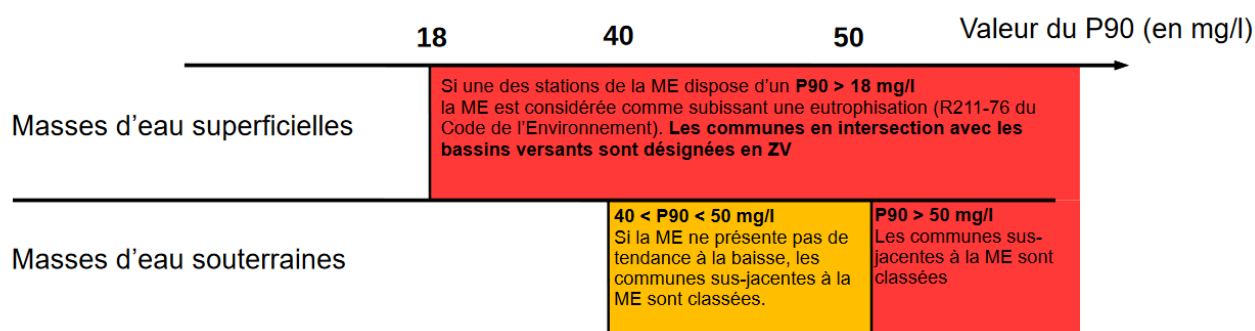 18
40
50
Valeur du P90 (en mg/l)
Masses d’eau superficielles
Si une des stations de la ME dispose d’un P90 > 18 mg/l
la ME est considérée comme subissant une eutrophisation (R211-76 du
Code de l’Environnement). Les communes en intersection avec les
bassins versants sont désignées en ZV
Masses d’eau souterraines
40 < P90 < 50 mg/l
Si la ME ne présente pas de
tendance à la baisse, les
communes sus-jacentes à la
ME sont classées.
P90 > 50 mg/l
Les communes sus-
jacentes à la ME sont
classées